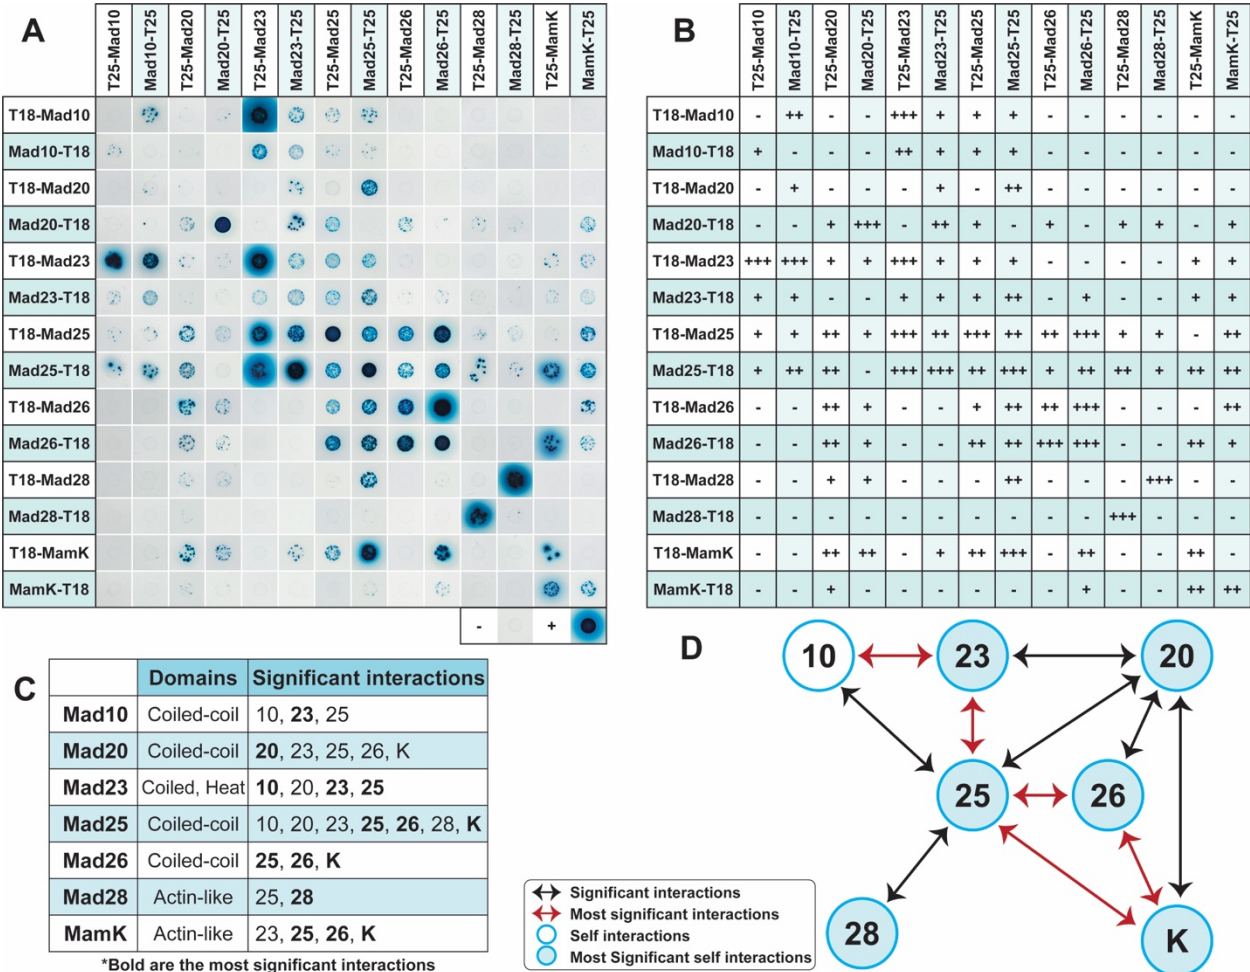 A
T25-Mad10 Mad10-T25 T25-Mad20 Mad20-T25 T25-Mad23 Mad23-T25 T25-Mad25 Mad25-T25 T25-Mad26 Mad26-T25 T25-Mad28 Mad28-T25 T25-MamK MamK-T25
T18-Mad10
Mad10-T18
T18-Mad20
Mad20-T18
T18-Mad23
Mad23-T18
T18-Mad25
Mad25-T18
T18-Mad26
Mad26-T18
T18-Mad28
Mad28-T18
T18-MamK
MamK-T18
- +
B
T25-Mad10 Mad10-T25 T25-Mad20 Mad20-T25 T25-Mad23 Mad23-T25 T25-Mad25 Mad25-T25 T25-Mad26 Mad26-T25 T25-Mad28 Mad28-T25 T25-MamK MamK-T25
T18-Mad10 - ++ - - +++ + + + - - - - - -
Mad10-T18 + - - - ++ + + + - - - - - -
T18-Mad20 - + - - - + - ++ - - - - - -
Mad20-T18 - - + +++ - ++ + - + - + + - +
T18-Mad23 +++ +++ + + +++ + + + - - - - + +
Mad23-T18 + + - - + + + ++ - + - - + +
T18-Mad25 + + ++ + +++ ++ +++ ++ ++ +++ + + - ++
Mad25-T18 + ++ ++ - +++ +++ ++ +++ + ++ ++ + ++ ++
T18-Mad26 - - ++ + - - + ++ ++ +++ - - - ++
Mad26-T18 - - ++ + - - ++ ++ +++ +++ - - ++ +
T18-Mad28 - - + + - - - ++ - - - +++ - -
Mad28-T18 - - - - - - - - - - +++ - - -
T18-MamK - - ++ ++ - + ++ +++ - ++ - - ++ -
MamK-T18 - - + - - - - - - + - - ++ ++
C
Domains Significant interactions
Mad10 Coiled-coil 10, 23, 25
Mad20 Coiled-coil 20, 23, 25, 26, K
Mad23 Coiled, Heat 10, 20, 23, 25
Mad25 Coiled-coil 10, 20, 23, 25, 26, 28, K
Mad26 Coiled-coil 25, 26, K
Mad28 Actin-like 25, 28
MamK Actin-like 23, 25, 26, K
*Bold are the most significant interactions
D
10 23 20
25 26
28 K
Significant interactions
Most significant interactions
Self interactions
Most Significant self interactions